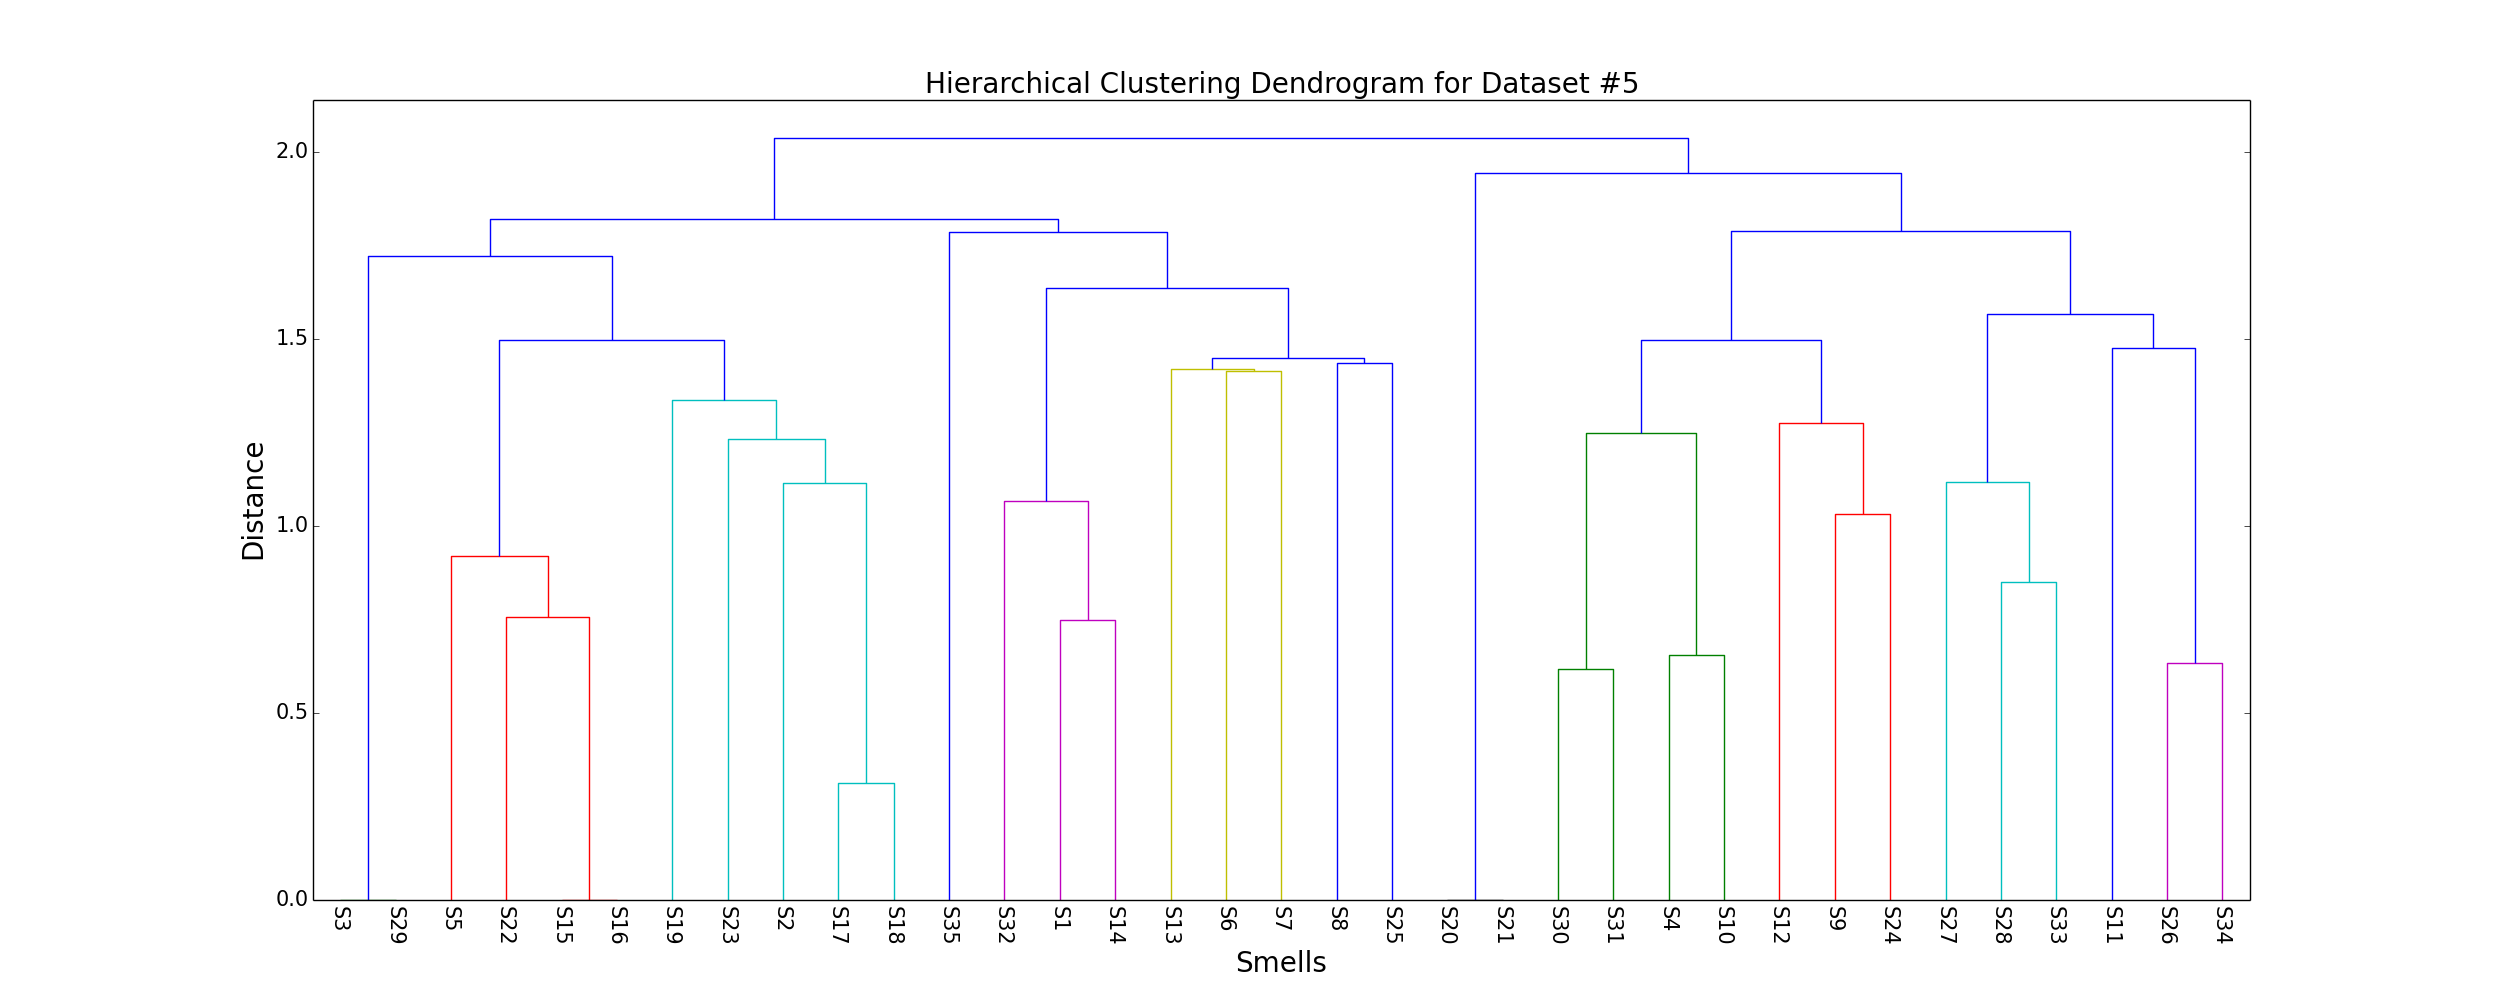 Hierarchical Clustering Dendrogram for Dataset #5
2.0
1.5
1.0
0.5
0.0
Distance
S3 S29 S5 S22 S15 S16 S19 S23 S2 S17 S18 S35 S32 S1 S14 S13 S6 S7 S8 S25 S20 S21 S30 S31 S4 S10 S12 S9 S24 S27 S28 S33 S11 S26 S34
Smells